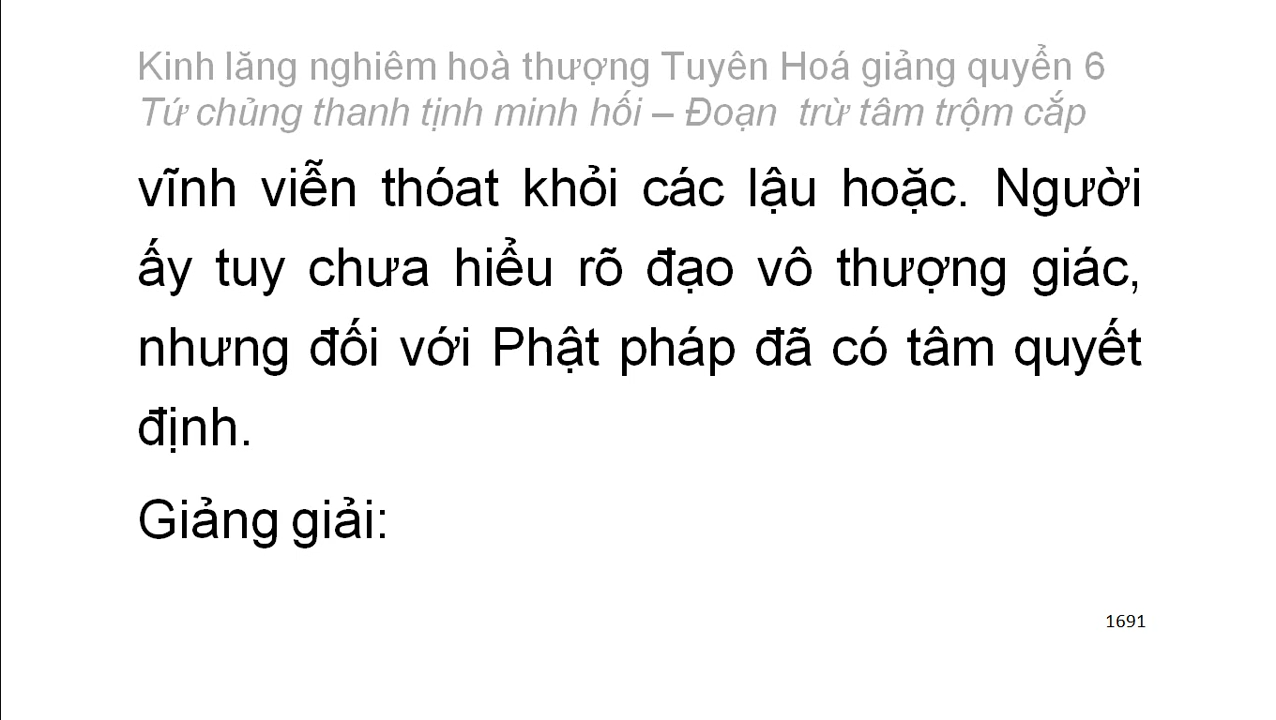 Kinh lăng nghiêm hoà thượng Tuyên Hoá giảng quyển 6
Tứ chủng thanh tịnh minh hối – Đoạn  trừ tâm trộm cắp
vĩnh viễn thóat khỏi các lậu hoặc. Người
ấy tuy chưa hiểu rõ đạo vô thượng giác,
nhưng đối với Phật pháp đã có tâm quyết
định.
Giảng giải:
1691